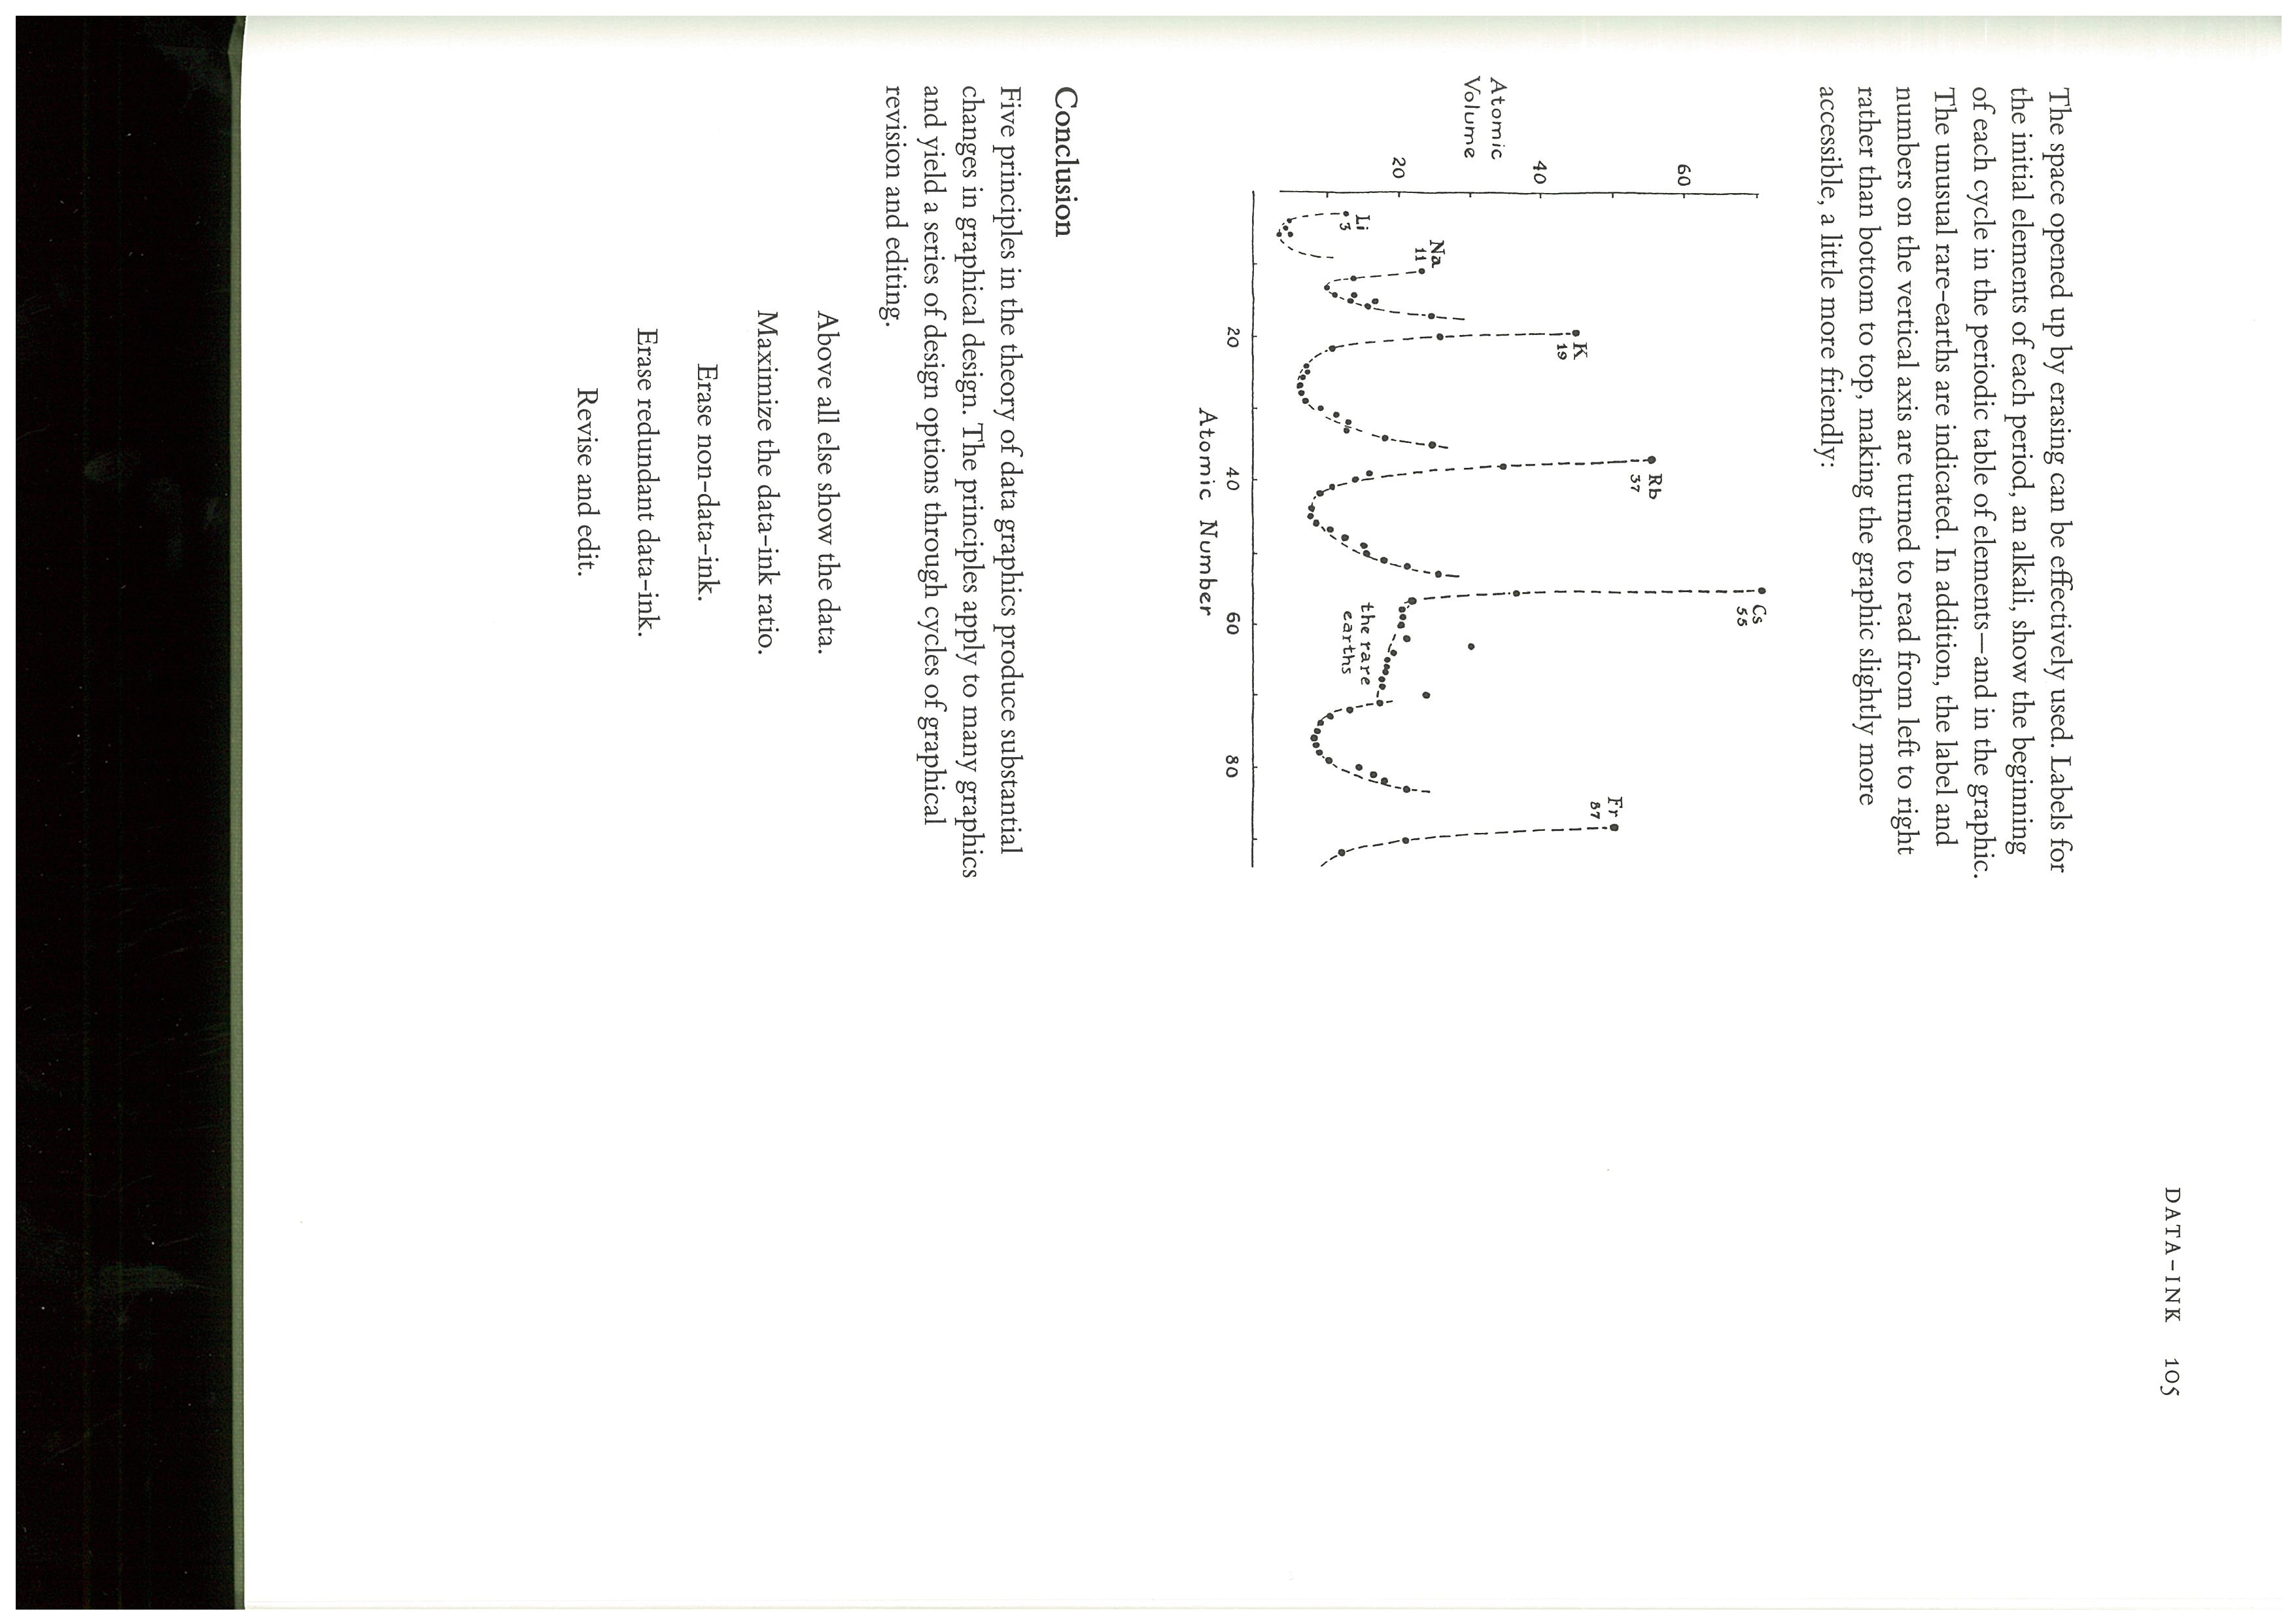 DATA-INK 105
The space opened up by erasing can be effectively used. Labels for
the initial elements of each period, an alkali, show the beginning
of each cycle in the periodic table of elements—and in the graphic.
The unusual rare-earths are indicated. In addition, the label and
numbers on the vertical axis are turned to read from left to right
rather than bottom to top, making the graphic slightly more
accessible, a little more friendly:
Cs
55
60
Rb
37
Fr
87
K
19
40
Atomic
Volume
Na
11
20
the rare
earths
Li
3
20 40 60 80
Atomic Number
Conclusion
Five principles in the theory of data graphics produce substantial
changes in graphical design. The principles apply to many graphics
and yield a series of design options through cycles of graphical
revision and editing.
Above all else show the data.
Maximize the data-ink ratio.
Erase non-data-ink.
Erase redundant data-ink.
Revise and edit.